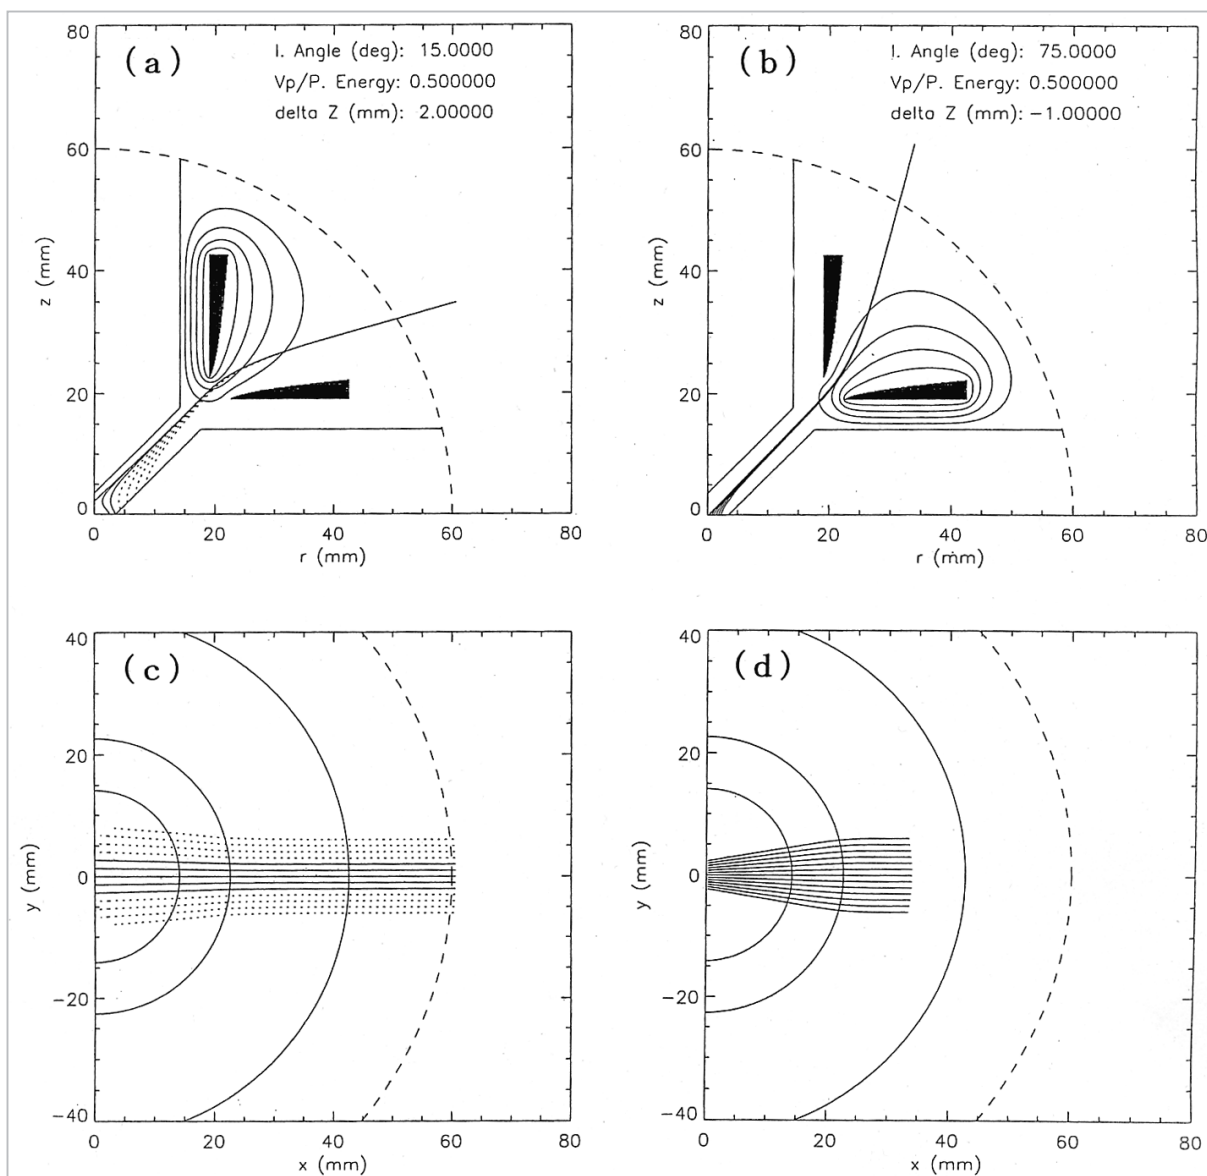 (a)
I. Angle (deg): 15.0000
Vp/P. Energy: 0.500000
delta Z (mm): 2.00000
80
60
40
20
0
z (mm)
0 20 40 60 80
r (mm)
(b)
I. Angle (deg): 75.0000
Vp/P. Energy: 0.500000
delta Z (mm): -1.00000
80
60
40
20
0
z (mm)
0 20 40 60 80
r (mm)
(c)
40
20
0
-20
-40
y (mm)
0 20 40 60 80
x (mm)
(d)
40
20
0
-20
-40
y (mm)
0 20 40 60 80
x (mm)